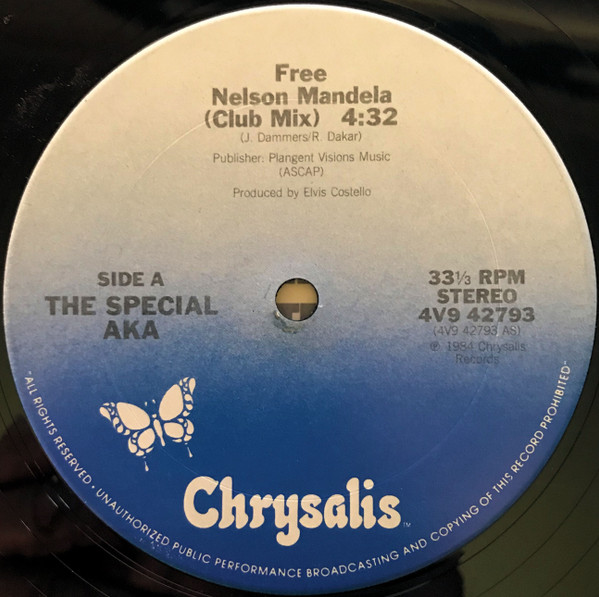 Free
Nelson Mandela
(Club Mix) 4:32
(J. Dammers/R. Dakar)
Publisher: Plangent Visions Music
(ASCAP)
Produced by Elvis Costello
SIDE A
THE SPECIAL
AKA
33⅓ RPM
STEREO
4V9 42793
(4V9 42793 AS)
℗ 1984 Chrysalis
Records
Chrysalis™
"ALL RIGHTS RESERVED · UNAUTHORIZED PUBLIC PERFORMANCE BROADCASTING AND COPYING OF THIS RECORD PROHIBITED"